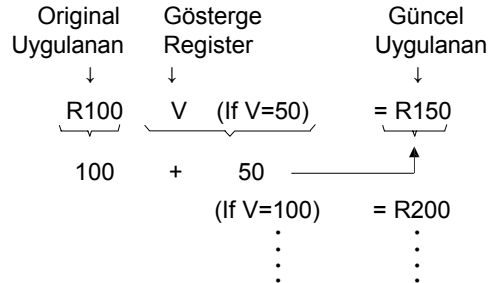 Original Gösterge Güncel
Uygulanan Register Uygulanan
↓ ↓ ↓
R100 V (If V=50) = R150
100 + 50
(If V=100) = R200